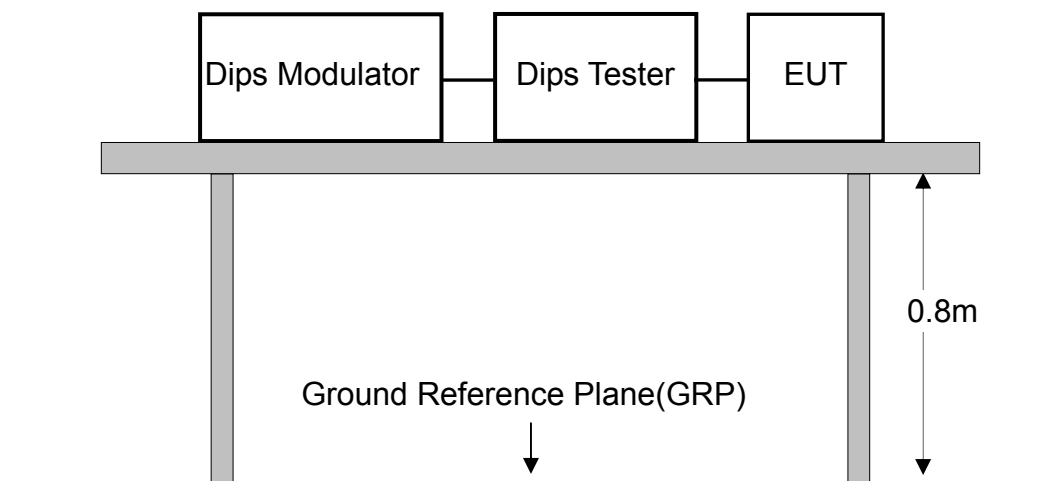 Dips Modulator
Dips Tester
EUT
0.8m
Ground Reference Plane(GRP)